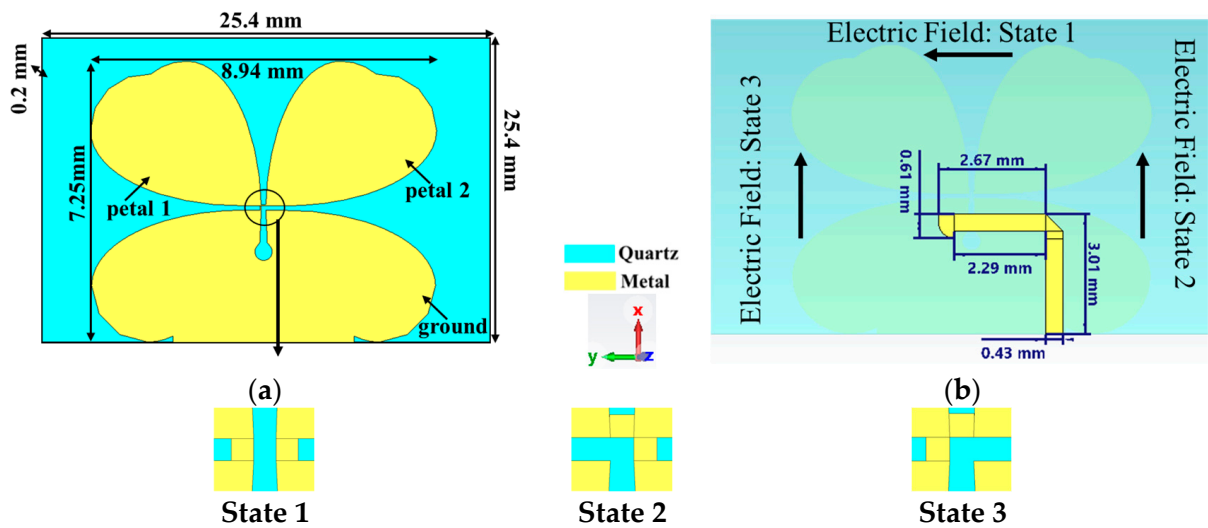 25.4 mm
8.94 mm
0.2 mm
7.25mm
25.4 mm
petal 1
petal 2
ground
Quartz
Metal
x
y
z
(a)
Electric Field: State 1
Electric Field: State 3
Electric Field: State 2
2.67 mm
0.61 mm
2.29 mm
3.01 mm
0.43 mm
(b)
State 1
State 2
State 3